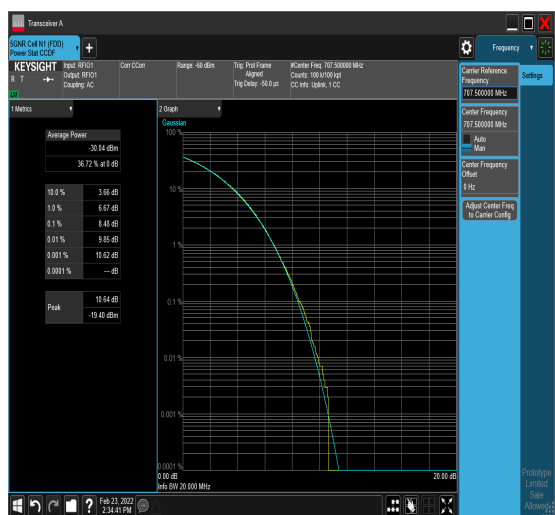 Transceiver A
5GNR Cell N1 (FDD)
Power Stat CCDF
Frequency
KEYSIGHT
R T
Input: RFIO1
Output: RFIO1
Coupling: AC
Corr CCorr
Range: -60 dBm
Trig: Prot Frame
Aligned
Trig Delay: -50.0 µs
#Center Freq: 707.500000 MHz
Counts: 100 k/100 kpt
CC Info: Uplink, 1 CC
Carrier Reference
Frequency
707.500000 MHz
Settings
Center Frequency
707.500000 MHz
Auto
Man
Center Frequency
Offset
0 Hz
Adjust Center Freq
to Carrier Config
1 Metrics
Average Power
-30.04 dBm
36.72 % at 0 dB
10.0 % 3.66 dB
1.0 % 6.67 dB
0.1 % 8.48 dB
0.01 % 9.85 dB
0.001 % 10.62 dB
0.0001 % --- dB
Peak 10.64 dB
-19.40 dBm
2 Graph
Gaussian
100 %
10 %
1 %
0.1 %
0.01 %
0.001 %
0.0001 %
0.00 dB 20.00 dB
Info BW 20.000 MHz
Prototype
Limited
Sale
Allowed
Feb 23, 2022
2:34:41 PM